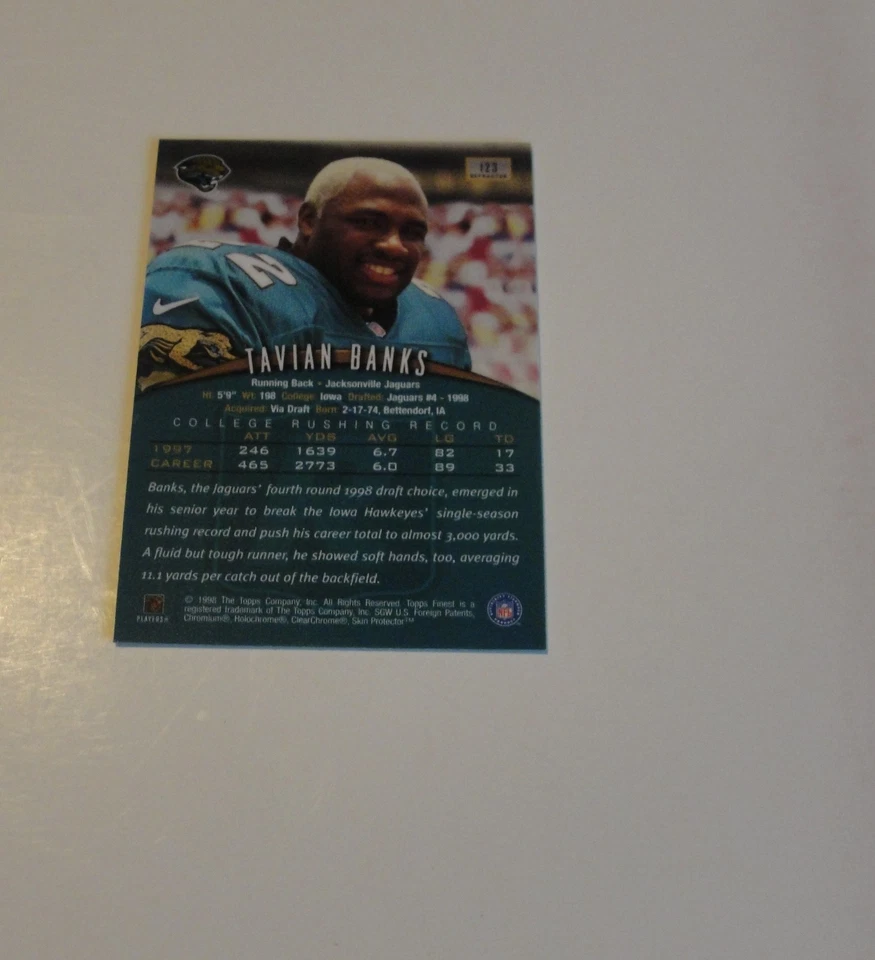 123
REFRACTOR
2
TAVIAN BANKS
Running Back - Jacksonville Jaguars
Ht: 5'9" Wt: 198 College: Iowa Drafted: Jaguars #4 - 1998
Acquired: Via Draft Born: 2-17-74, Bettendorf, IA
COLLEGE RUSHING RECORD
ATT YDS AVG LG TD
1997 246 1639 6.7 82 17
CAREER 465 2773 6.0 89 33
Banks, the Jaguars' fourth round 1998 draft choice, emerged in
his senior year to break the Iowa Hawkeyes' single-season
rushing record and push his career total to almost 3,000 yards.
A fluid but tough runner, he showed soft hands, too, averaging
11.1 yards per catch out of the backfield.
© 1998 The Topps Company, Inc. All Rights Reserved. Topps Finest is a
registered trademark of The Topps Company, Inc. SGW U.S. Foreign Patents,
Chromium®, Holochrome®, ClearChrome®, Skin Protector™
PLAYERS
NFL